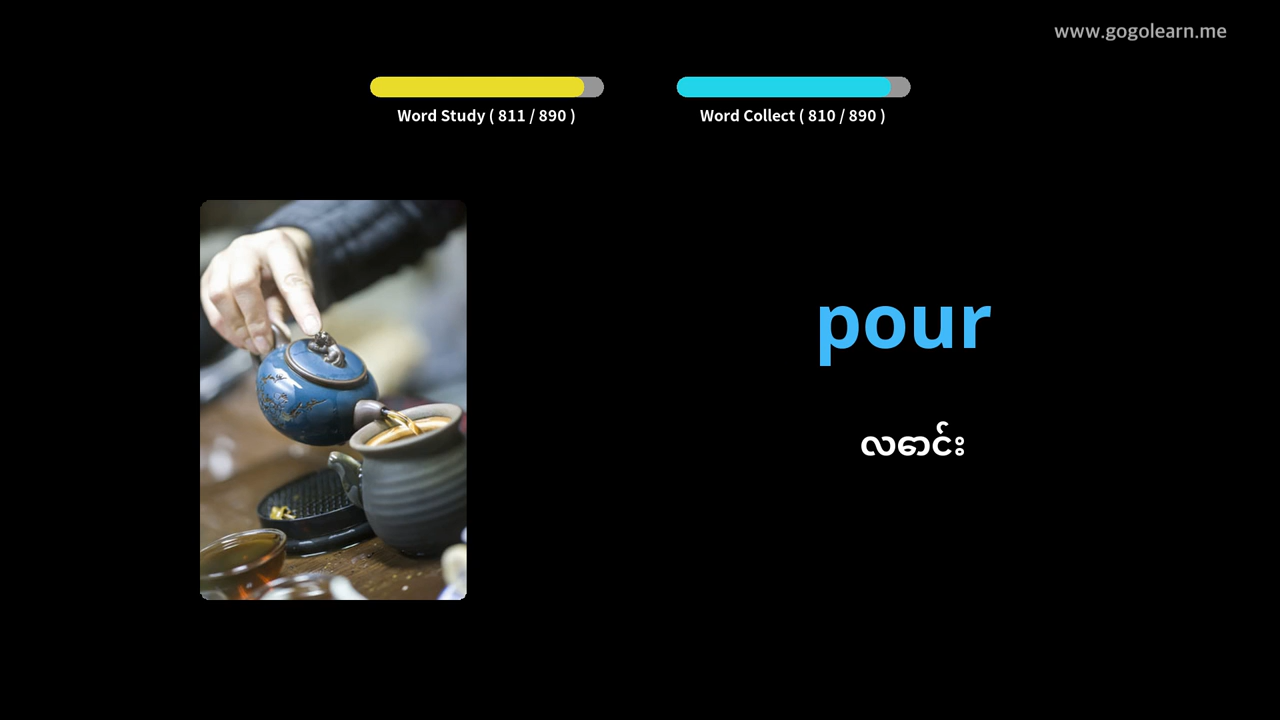 www.gogolearn.me
Word Study ( 811 / 890 )
Word Collect ( 810 / 890 )
pour
လောင်း